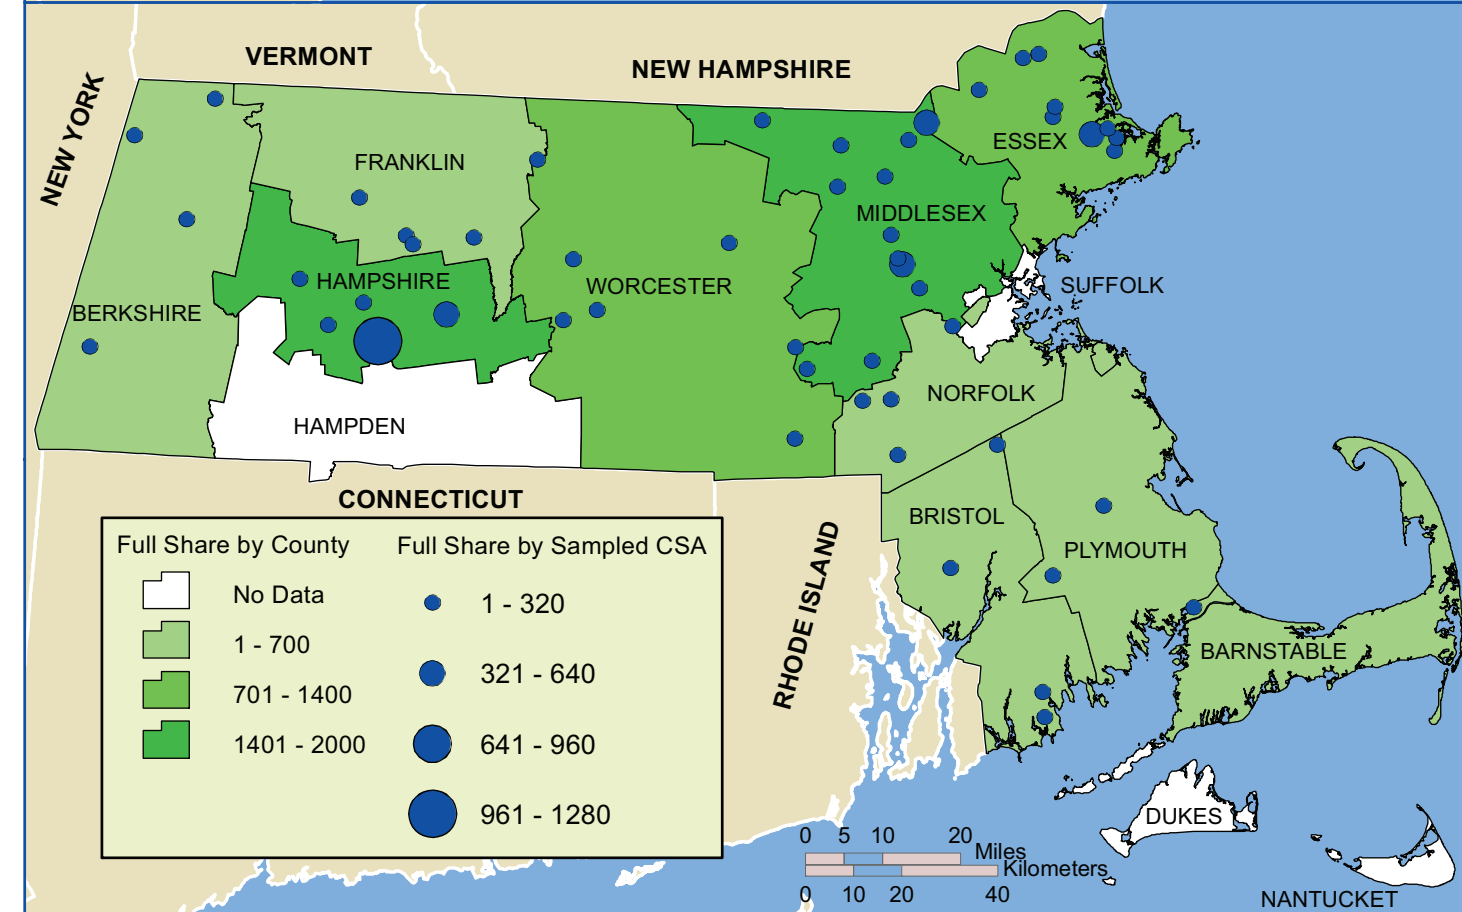 VERMONT
NEW HAMPSHIRE
NEW YORK
ESSEX
FRANKLIN
MIDDLESEX
HAMPSHIRE
WORCESTER
SUFFOLK
BERKSHIRE
NORFOLK
HAMPDEN
CONNECTICUT
BRISTOL
PLYMOUTH
RHODE ISLAND
BARNSTABLE
DUKES
NANTUCKET
Full Share by County
No Data
1 - 700
701 - 1400
1401 - 2000
Full Share by Sampled CSA
1 - 320
321 - 640
641 - 960
961 - 1280
0 5 10 20
Miles
Kilometers
0 10 20 40